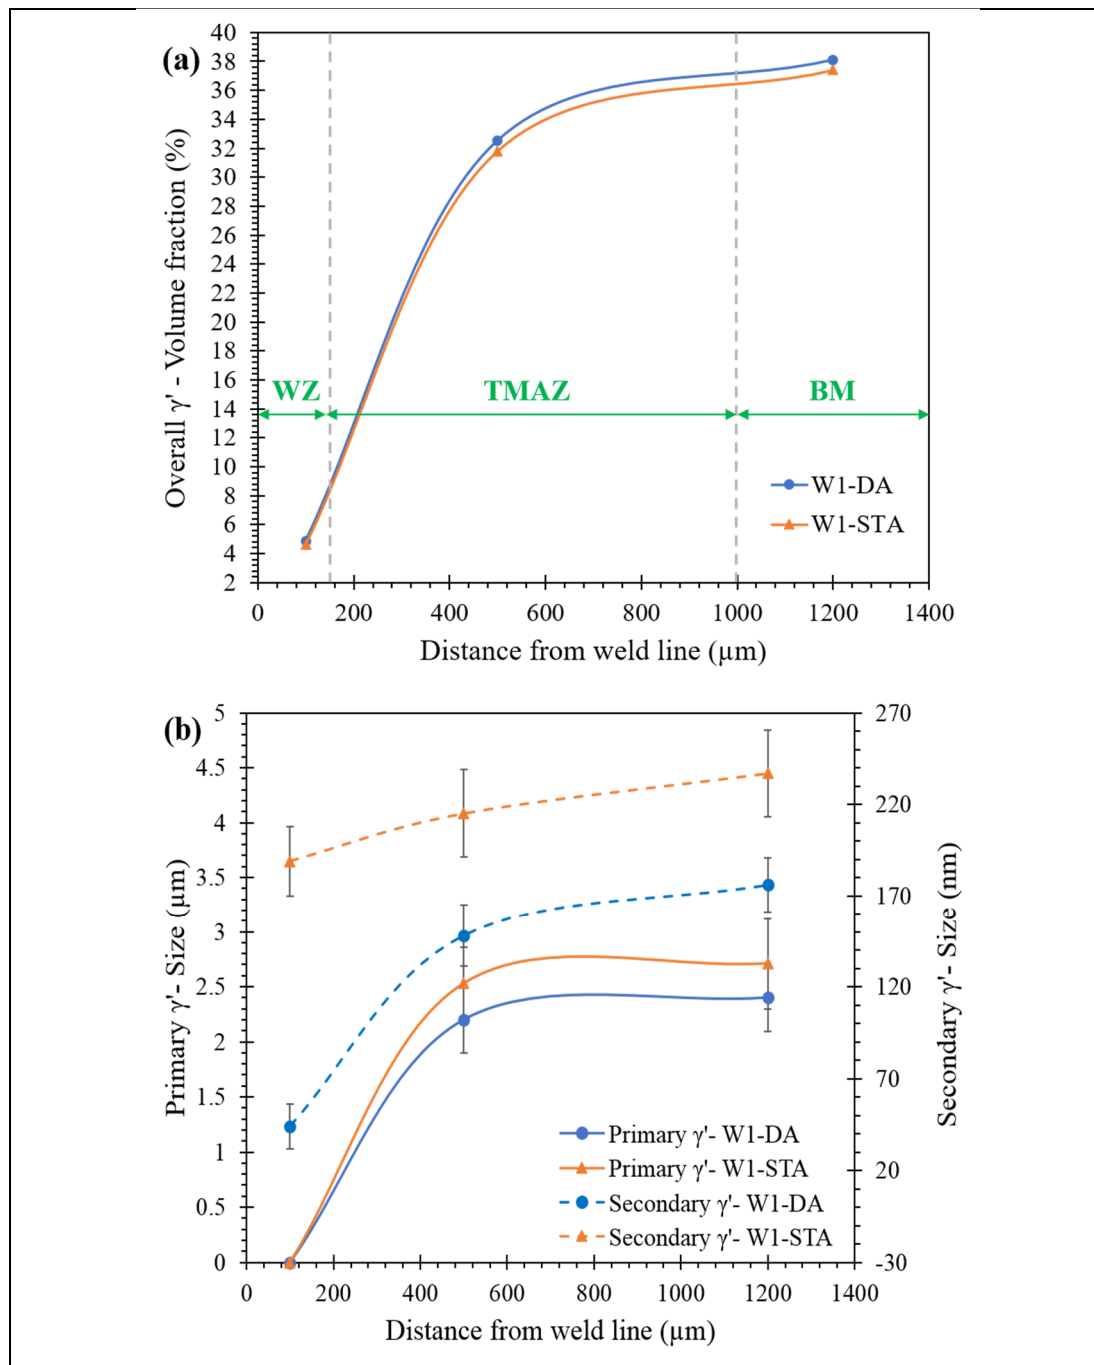 (a)
Overall γ' - Volume fraction (%)
40
38
36
34
32
30
28
26
24
22
20
18
16
14
12
10
8
6
4
2
WZ TMAZ BM
W1-DA
W1-STA
0 200 400 600 800 1000 1200 1400
Distance from weld line (µm)
(b)
Primary γ'- Size (µm)
5
4.5
4
3.5
3
2.5
2
1.5
1
0.5
0
270
220
170
120
70
20
-30
Secondary γ'- Size (nm)
Primary γ'- W1-DA
Primary γ'- W1-STA
Secondary γ'- W1-DA
Secondary γ'- W1-STA
0 200 400 600 800 1000 1200 1400
Distance from weld line (µm)